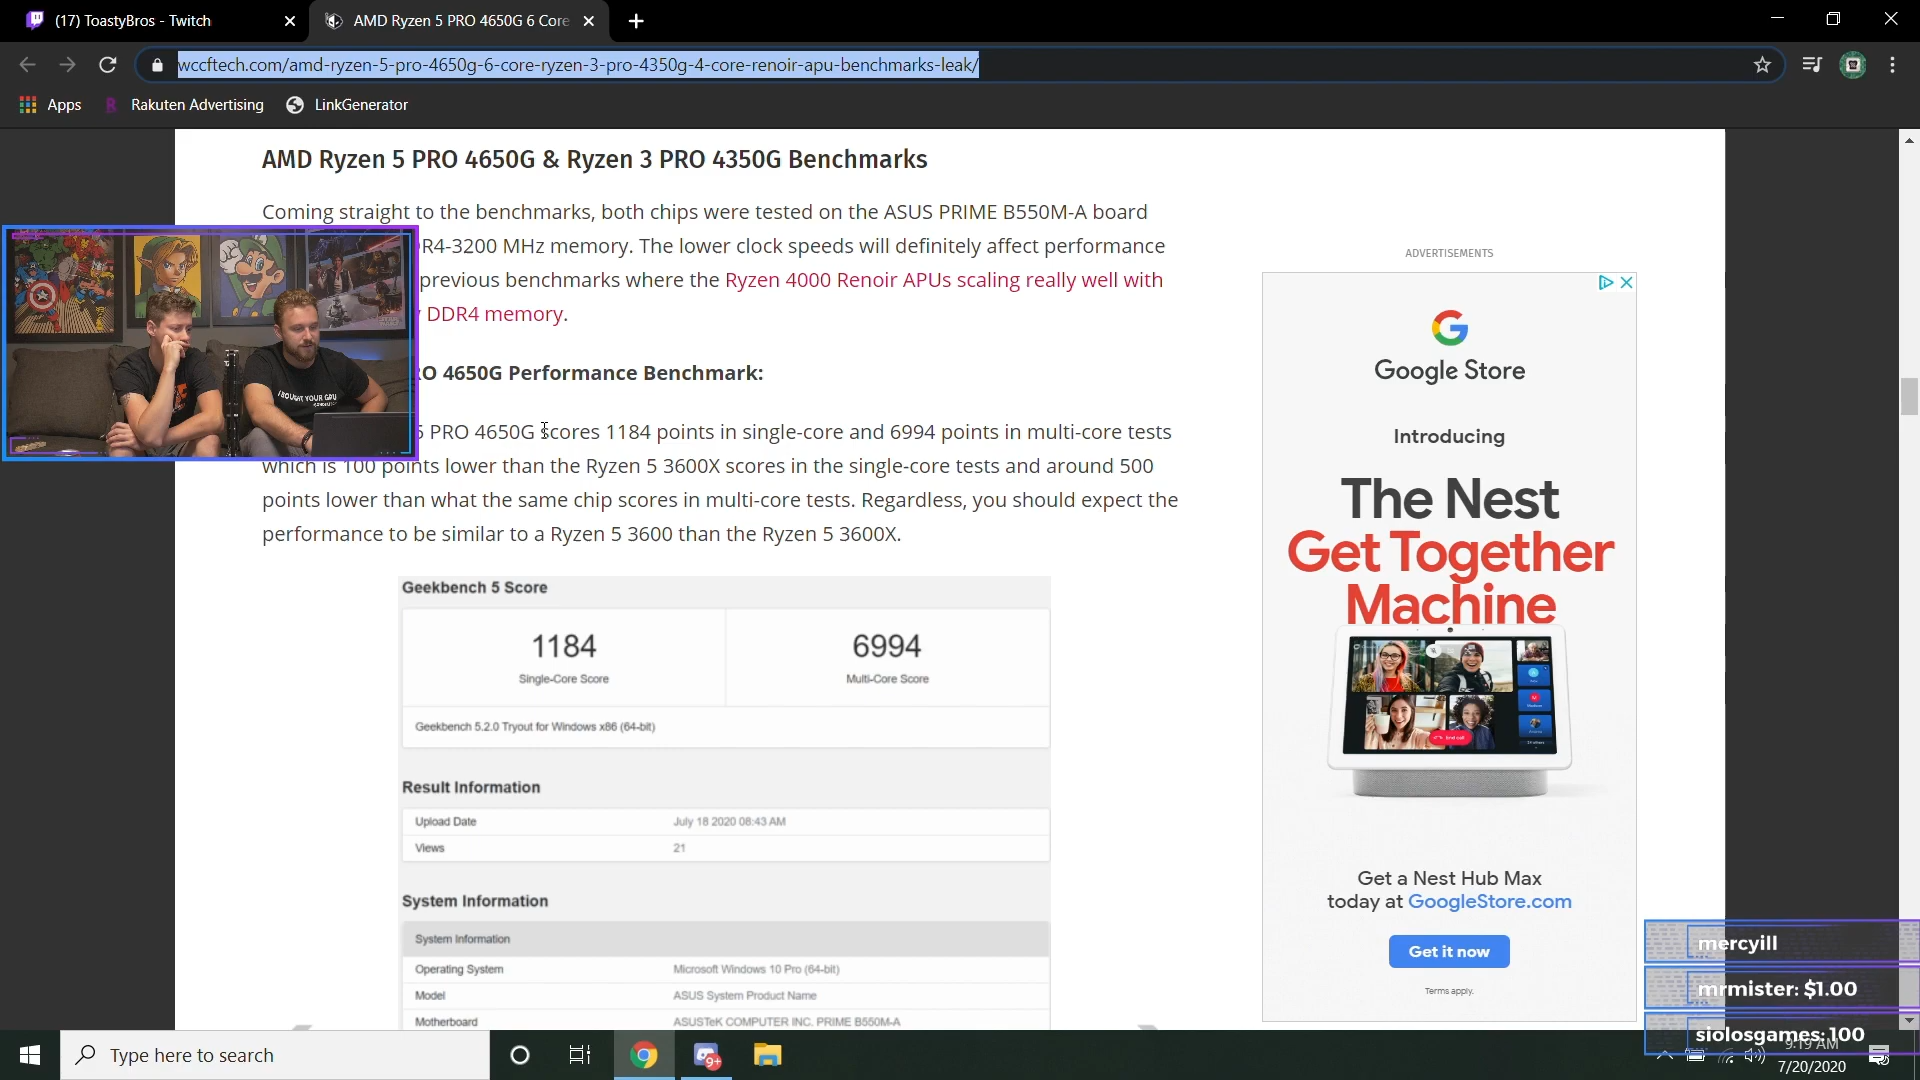 (17) ToastyBros - Twitch
AMD Ryzen 5 PRO 4650G 6 Core
wccftech.com/amd-ryzen-5-pro-4650g-6-core-ryzen-3-pro-4350g-4-core-renoir-apu-benchmarks-leak/
Apps
Rakuten Advertising
LinkGenerator
AMD Ryzen 5 PRO 4650G & Ryzen 3 PRO 4350G Benchmarks
Coming straight to the benchmarks, both chips were tested on the ASUS PRIME B550M-A board
R4-3200 MHz memory. The lower clock speeds will definitely affect performance
previous benchmarks where the Ryzen 4000 Renoir APUs scaling really well with
DDR4 memory.
O 4650G Performance Benchmark:
5 PRO 4650G scores 1184 points in single-core and 6994 points in multi-core tests
which is 100 points lower than the Ryzen 5 3600X scores in the single-core tests and around 500
points lower than what the same chip scores in multi-core tests. Regardless, you should expect the
performance to be similar to a Ryzen 5 3600 than the Ryzen 5 3600X.
Geekbench 5 Score
1184
6994
Single-Core Score
Multi-Core Score
Geekbench 5.2.0 Tryout for Windows x86 (64-bit)
Result Information
Upload Date
July 18 2020 08:43 AM
Views
21
System Information
System Information
Operating System
Microsoft Windows 10 Pro (64-bit)
Model
ASUS System Product Name
Motherboard
ASUSTeK COMPUTER INC. PRIME B550M-A
ADVERTISEMENTS
Google Store
Introducing
The Nest
Get Together
Machine
End call
Get a Nest Hub Max
today at GoogleStore.com
Get it now
Terms apply.
I BOUGHT YOUR GPU
mercyill
mrmister: $1.00
siolosgames: 100
Type here to search
9+
9:19 AM
7/20/2020